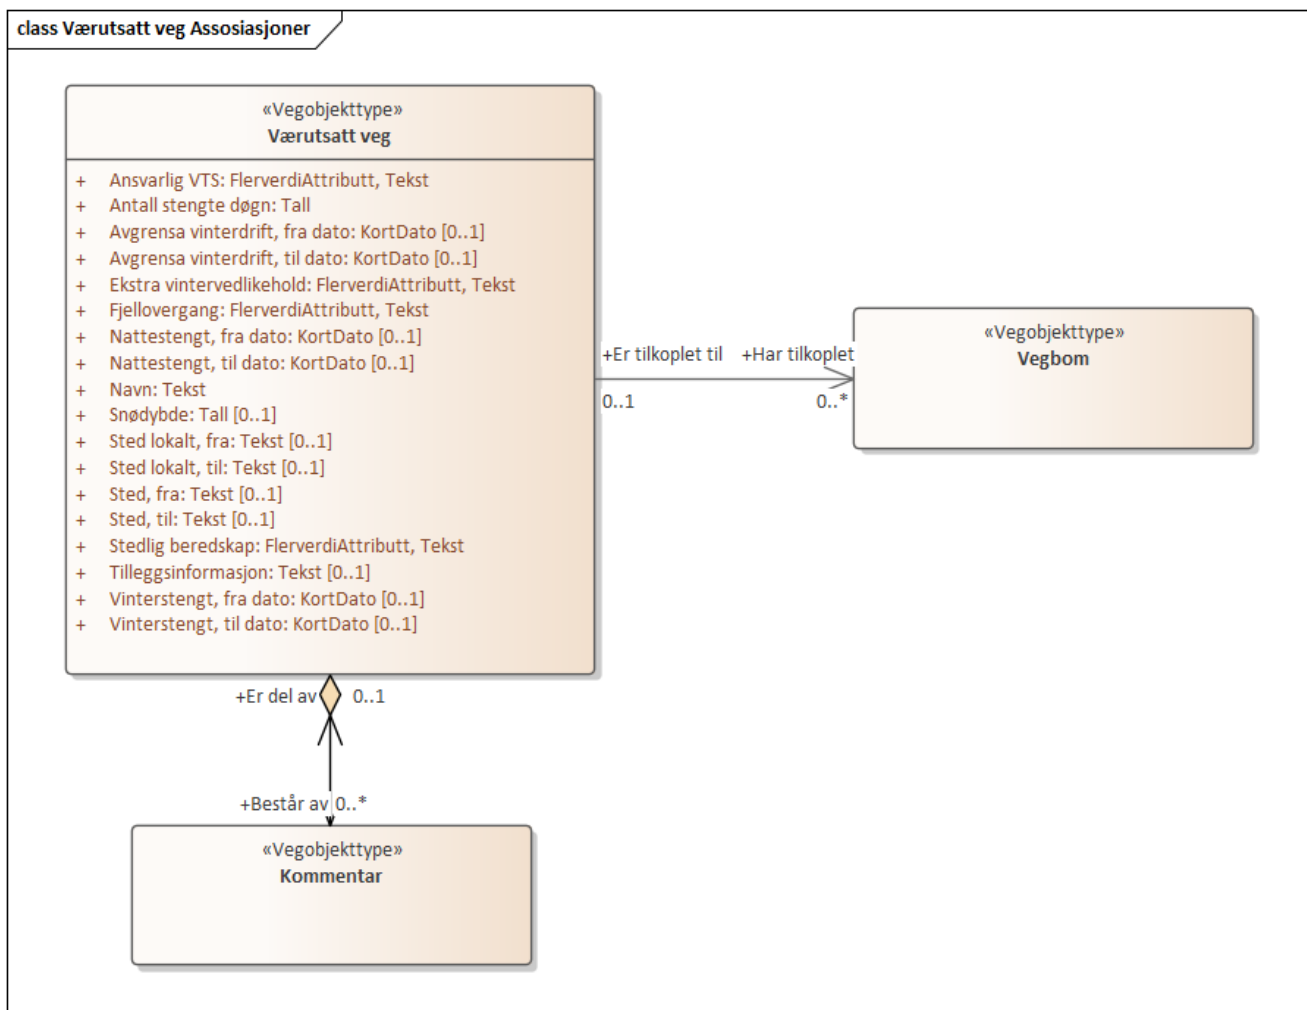 class Værutsatt veg Assosiasjoner
«Vegobjekttype»
Værutsatt veg
+ Ansvarlig VTS: FlerverdiAttributt, Tekst
+ Antall stengte døgn: Tall
+ Avgrensa vinterdrift, fra dato: KortDato [0..1]
+ Avgrensa vinterdrift, til dato: KortDato [0..1]
+ Ekstra vintervedlikehold: FlerverdiAttributt, Tekst
+ Fjellovergang: FlerverdiAttributt, Tekst
+ Nattestengt, fra dato: KortDato [0..1]
+ Nattestengt, til dato: KortDato [0..1]
+ Navn: Tekst
+ Snødybde: Tall [0..1]
+ Sted lokalt, fra: Tekst [0..1]
+ Sted lokalt, til: Tekst [0..1]
+ Sted, fra: Tekst [0..1]
+ Sted, til: Tekst [0..1]
+ Stedlig beredskap: FlerverdiAttributt, Tekst
+ Tilleggsinformasjon: Tekst [0..1]
+ Vinterstengt, fra dato: KortDato [0..1]
+ Vinterstengt, til dato: KortDato [0..1]
+Er tilkoplet til +Har tilkoplet
0..1 0..*
«Vegobjekttype»
Vegbom
+Er del av 0..1
+Består av 0..*
«Vegobjekttype»
Kommentar